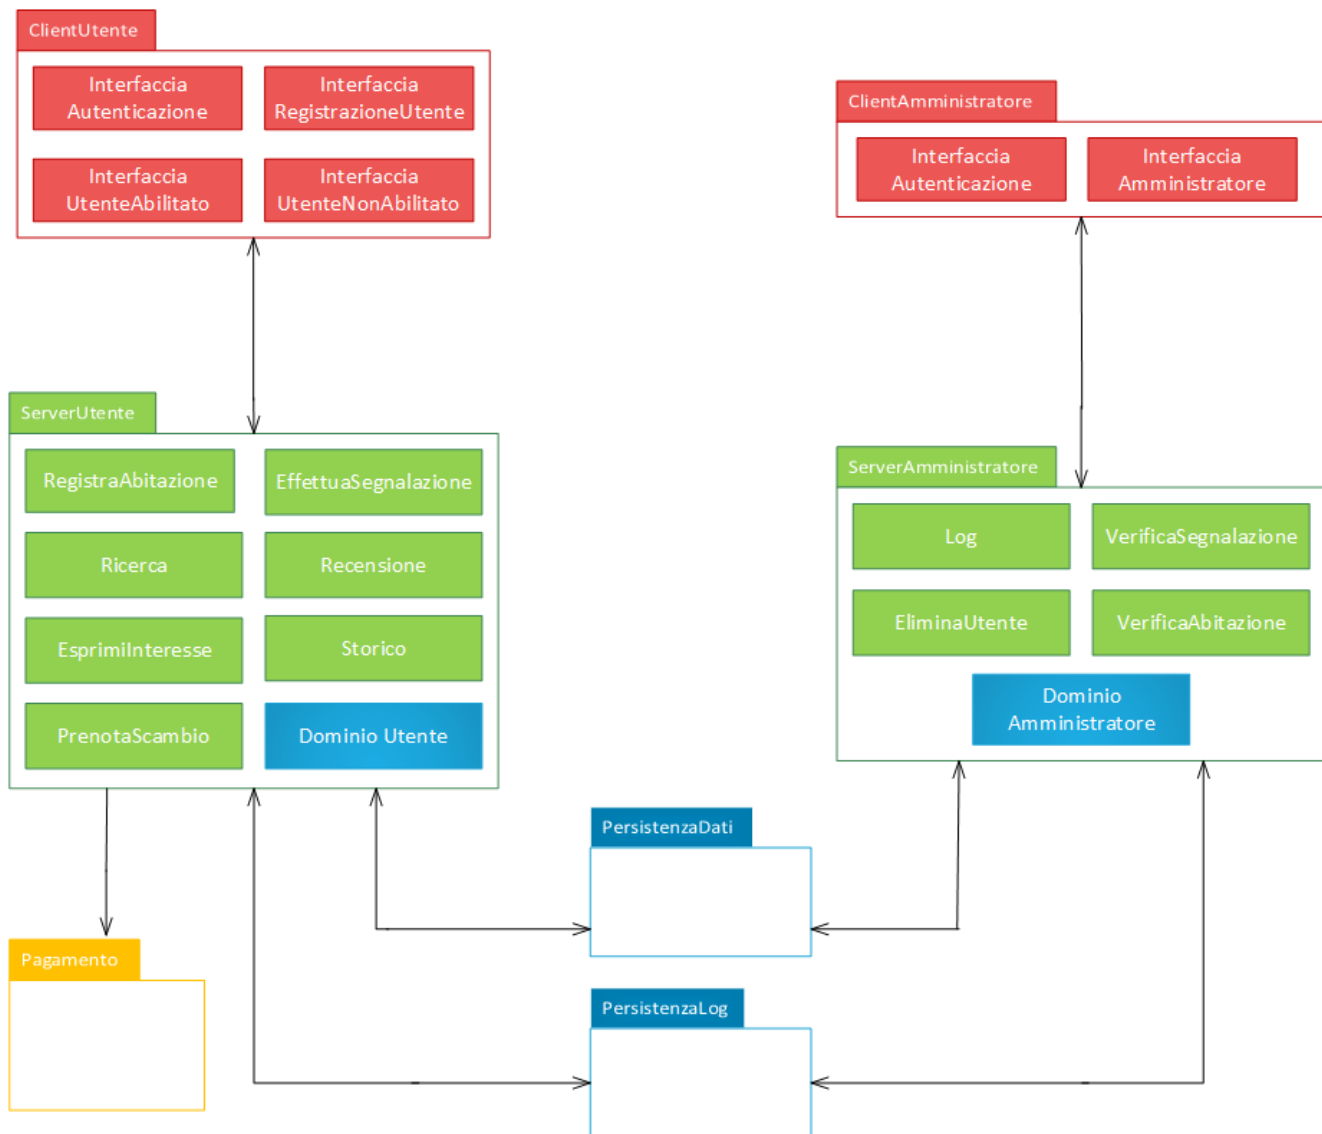 ClientUtente
Interfaccia
Autenticazione
Interfaccia
RegistrazioneUtente
Interfaccia
UtenteAbilitato
Interfaccia
UtenteNonAbilitato
ClientAmministratore
Interfaccia
Autenticazione
Interfaccia
Amministratore
ServerUtente
RegistraAbitazione
EffettuaSegnalazione
Ricerca
Recensione
EsprimiInteresse
Storico
PrenotaScambio
Dominio Utente
ServerAmministratore
Log
VerificaSegnalazione
EliminaUtente
VerificaAbitazione
Dominio
Amministratore
PersistenzaDati
Pagamento
PersistenzaLog